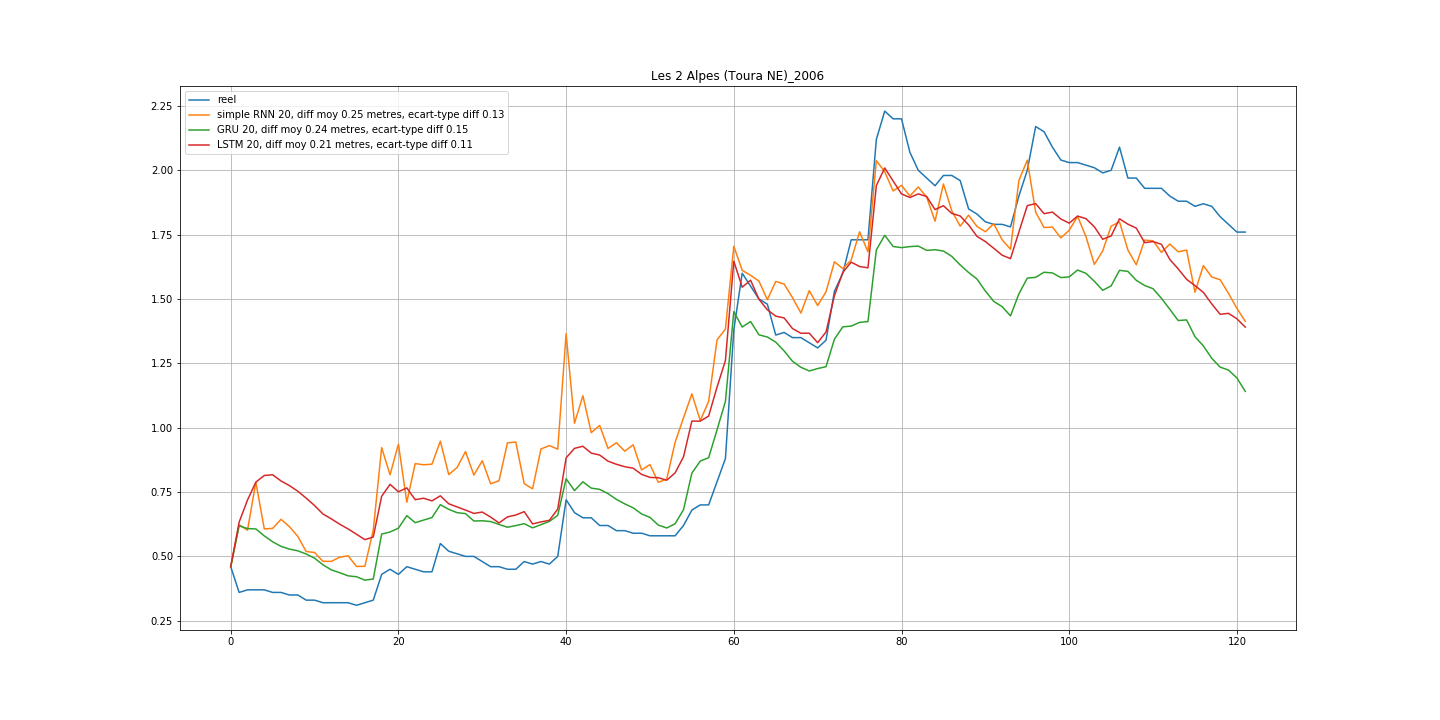 Les 2 Alpes (Toura NE)_2006
reel
simple RNN 20, diff moy 0.25 metres, ecart-type diff 0.13
GRU 20, diff moy 0.24 metres, ecart-type diff 0.15
LSTM 20, diff moy 0.21 metres, ecart-type diff 0.11
2.25
2.00
1.75
1.50
1.25
1.00
0.75
0.50
0.25
0 20 40 60 80 100 120